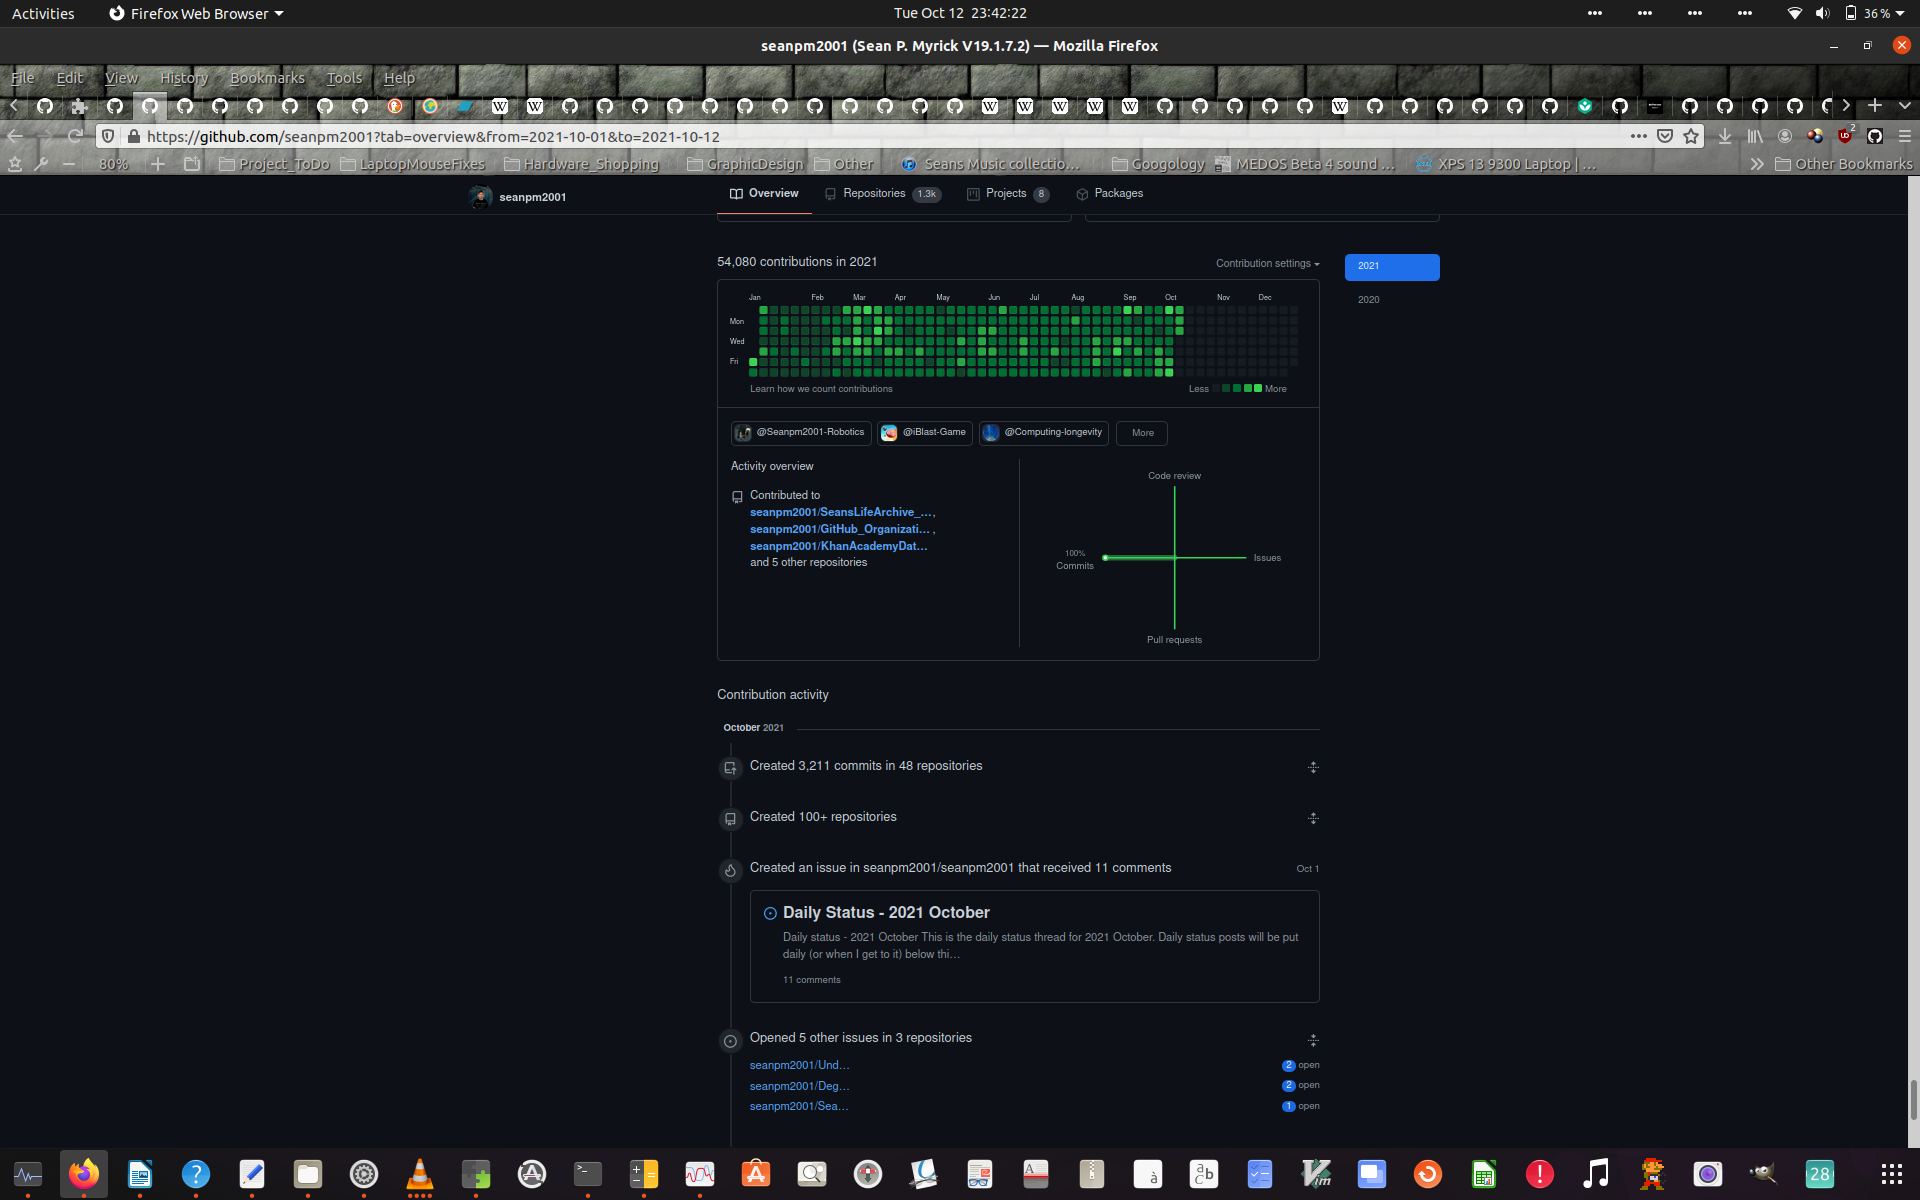 Activities
Firefox Web Browser
Tue Oct 12  23:42:22
36 %
seanpm2001 (Sean P. Myrick V19.1.7.2) — Mozilla Firefox
File Edit View History Bookmarks Tools Help
https://github.com/seanpm2001?tab=overview&from=2021-10-01&to=2021-10-12
2
80%
Project_ToDo
LaptopMouseFixes
Hardware_Shopping
GraphicDesign
Other
Seans Music collectio…
Googology
MEDOS Beta 4 sound …
XPS 13 9300 Laptop | …
Other Bookmarks
seanpm2001
Overview
Repositories 1.3k
Projects 8
Packages
54,080 contributions in 2021
Contribution settings
2021
2020
Jan Feb Mar Apr May Jun Jul Aug Sep Oct Nov Dec
Mon
Wed
Fri
Learn how we count contributions
Less More
@Seanpm2001-Robotics
@iBlast-Game
@Computing-longevity
More
Activity overview
Contributed to
seanpm2001/SeansLifeArchive_…,
seanpm2001/GitHub_Organizati… ,
seanpm2001/KhanAcademyDat…
and 5 other repositories
Code review
100%
Commits
Issues
Pull requests
Contribution activity
October 2021
Created 3,211 commits in 48 repositories
Created 100+ repositories
Created an issue in seanpm2001/seanpm2001 that received 11 comments
Oct 1
Daily Status - 2021 October
Daily status - 2021 October This is the daily status thread for 2021 October. Daily status posts will be put
daily (or when I get to it) below thi…
11 comments
Opened 5 other issues in 3 repositories
seanpm2001/Und…
2 open
seanpm2001/Deg…
2 open
seanpm2001/Sea…
1 open
28